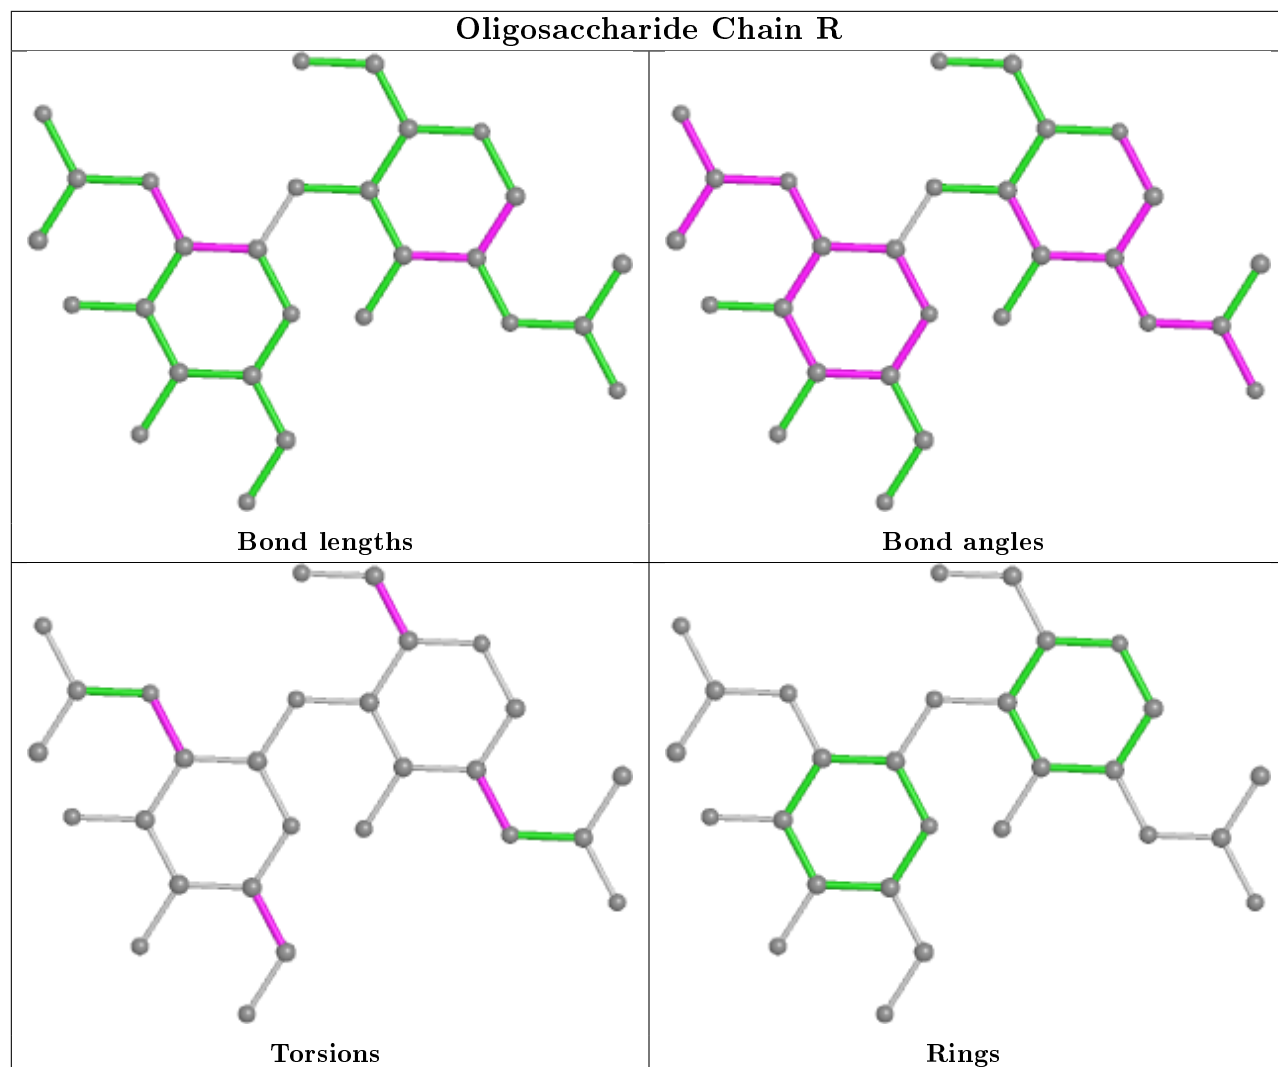 Oligosaccharide Chain R
Bond lengths
Bond angles
Torsions
Rings